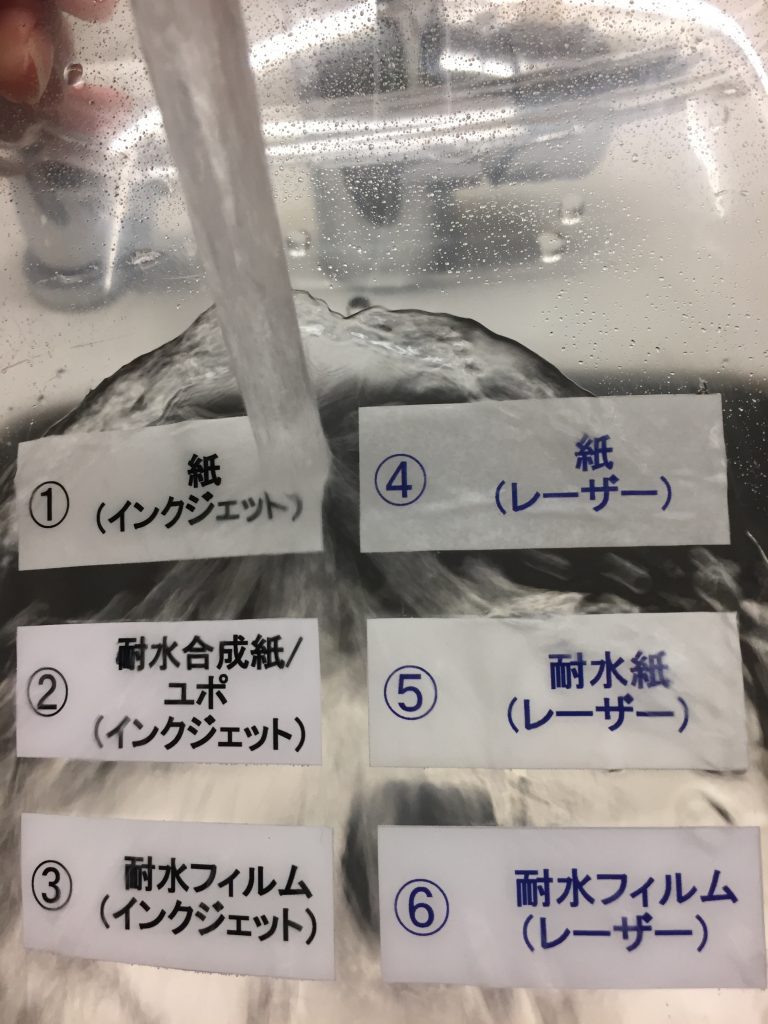 ① 紙
(インクジェット)
② 耐水合成紙/
ユポ
(インクジェット)
③ 耐水フィルム
(インクジェット)
④ 紙
(レーザー)
⑤ 耐水紙
(レーザー)
⑥ 耐水フィルム
(レーザー)